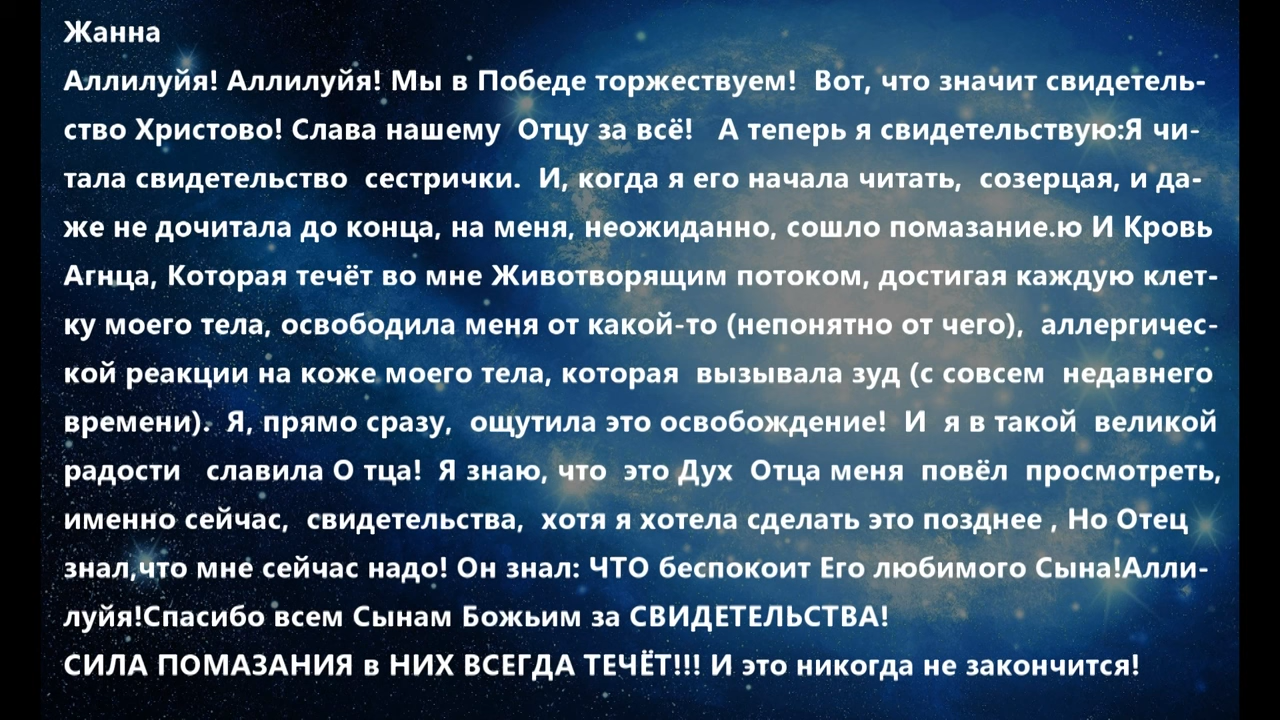 Жанна
Аллилуйя! Аллилуйя! Мы в Победе торжествуем!  Вот, что значит свидетель-
ство Христово! Слава нашему  Отцу за всё!   А теперь я свидетельствую:Я чи-
тала свидетельство  сестрички.  И, когда я его начала читать,  созерцая, и да-
же не дочитала до конца, на меня, неожиданно, сошло помазание.ю И Кровь
Агнца, Которая течёт во мне Животворящим потоком, достигая каждую клет-
ку моего тела, освободила меня от какой-то (непонятно от чего),  аллергичес-
кой реакции на коже моего тела, которая  вызывала зуд (с совсем  недавнего
времени).  Я, прямо сразу,  ощутила это освобождение!  И  я в такой  великой
радости   славила О тца!  Я знаю, что  это Дух  Отца меня  повёл  просмотреть,
именно сейчас,  свидетельства,  хотя я хотела сделать это позднее , Но Отец
знал,что мне сейчас надо! Он знал: ЧТО беспокоит Его любимого Сына!Алли-
луйя!Спасибо всем Сынам Божьим за СВИДЕТЕЛЬСТВА!
СИЛА ПОМАЗАНИЯ в НИХ ВСЕГДА ТЕЧЁТ!!! И это никогда не закончится!